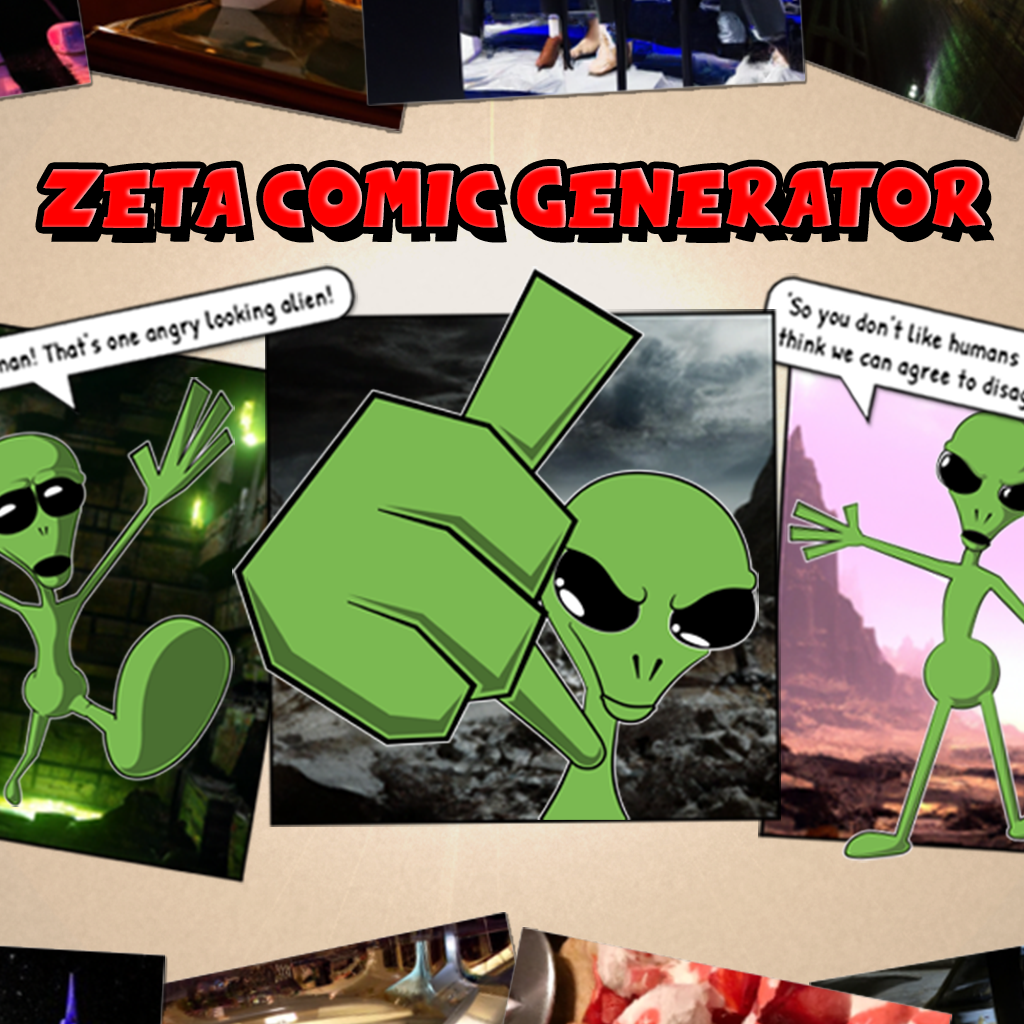 ZETA COMIC GENERATOR
man! That's one angry looking alien!
"So you don't like humans
think we can agree to